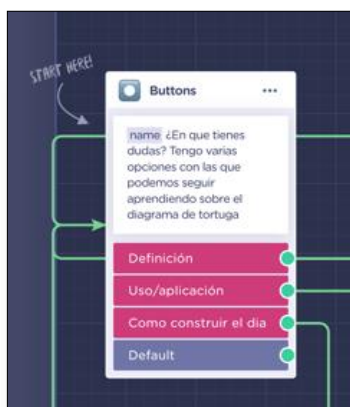 START HERE!
Buttons
name ¿En que tienes
dudas? Tengo varias
opciones con las que
podemos seguir
aprendiendo sobre el
diagrama de tortuga
Definición
Uso/aplicación
Como construir el dia
Default